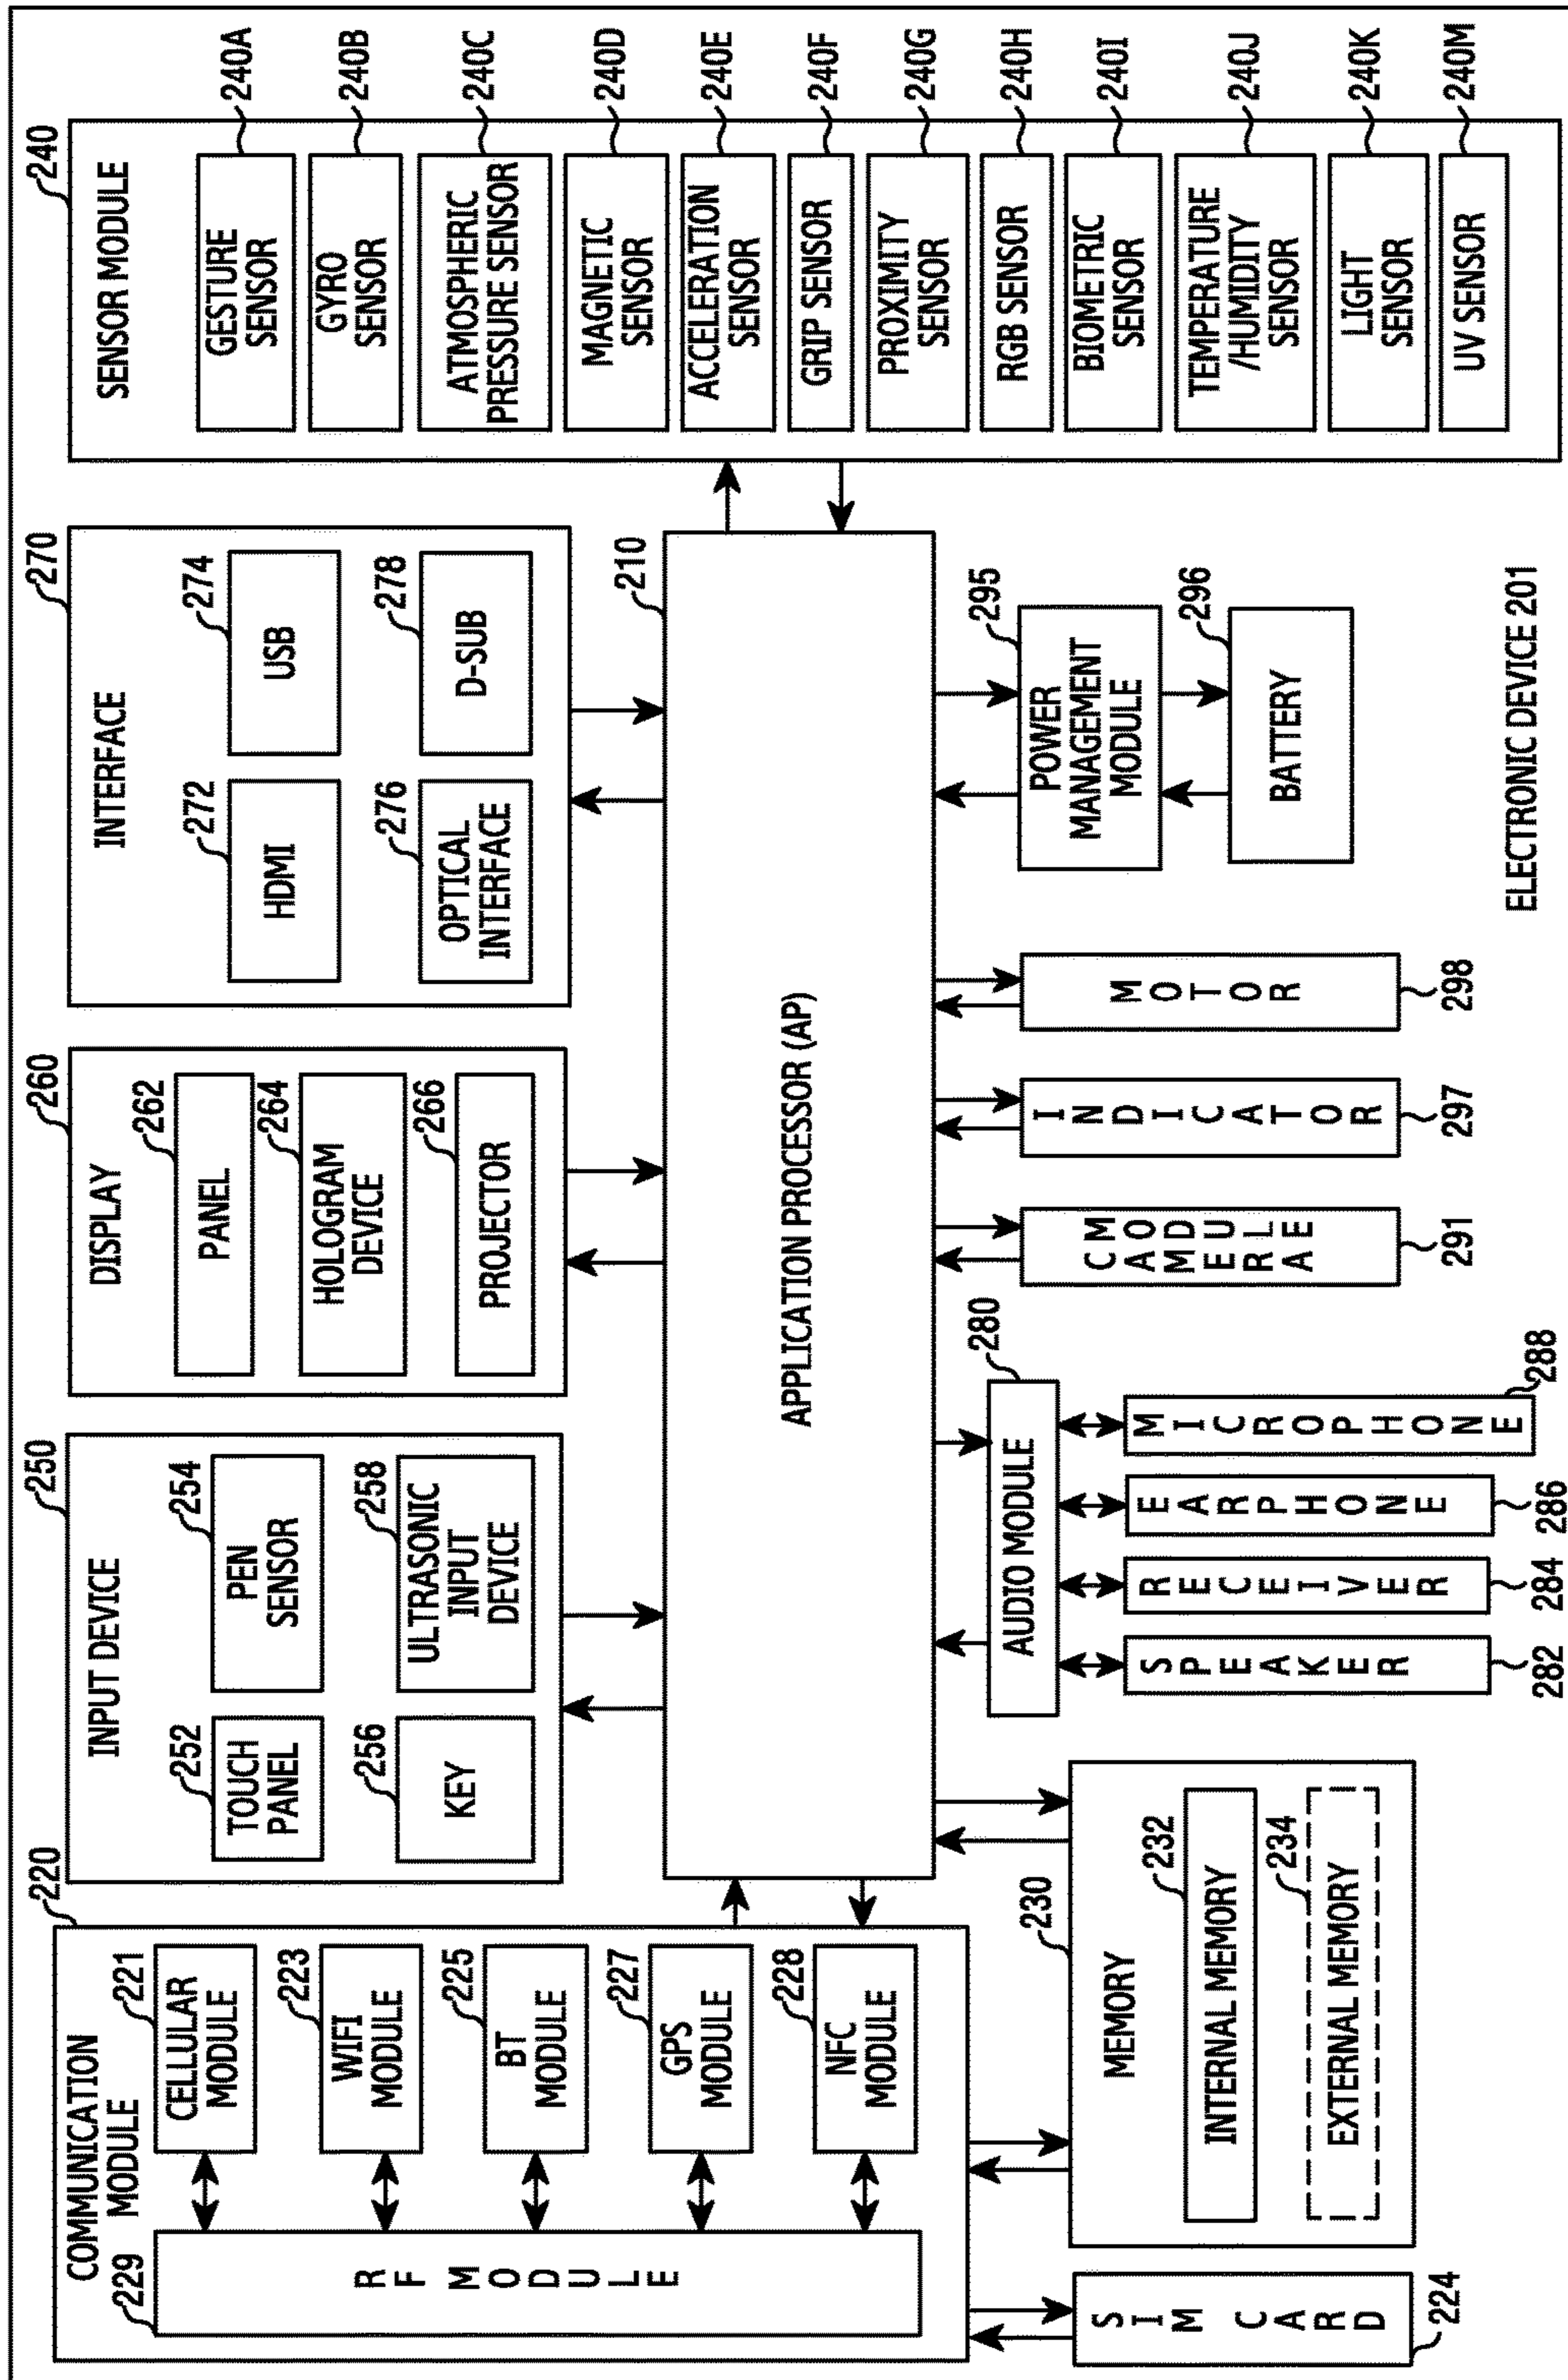 COMMUNICATION
MODULE
220
229
RF MODULE
221
CELLULAR
MODULE
223
WIFI
MODULE
225
BT
MODULE
227
GPS
MODULE
228
NFC
MODULE
INPUT DEVICE
250
252
TOUCH
PANEL
254
PEN
SENSOR
256
KEY
258
ULTRASONIC
INPUT
DEVICE
DISPLAY
260
262
PANEL
264
HOLOGRAM
DEVICE
266
PROJECTOR
INTERFACE
270
272
HDMI
274
USB
276
OPTICAL
INTERFACE
278
D-SUB
SENSOR MODULE
240
GESTURE
SENSOR
240A
GYRO
SENSOR
240B
ATMOSPHERIC
PRESSURE SENSOR
240C
MAGNETIC
SENSOR
240D
ACCELERATION
SENSOR
240E
GRIP SENSOR
240F
PROXIMITY
SENSOR
240G
RGB SENSOR
240H
BIOMETRIC
SENSOR
240I
TEMPERATURE
/HUMIDITY
SENSOR
240J
LIGHT
SENSOR
240K
UV SENSOR
240M
APPLICATION PROCESSOR (AP)
210
SIM CARD
224
MEMORY
230
INTERNAL MEMORY
232
EXTERNAL MEMORY
234
AUDIO MODULE
280
SPEAKER
282
RECEIVER
284
EARPHONE
286
MICROPHONE
288
CAMERA
MODULE
291
INDICATOR
297
MOTOR
298
POWER
MANAGEMENT
MODULE
295
BATTERY
296
ELECTRONIC DEVICE 201